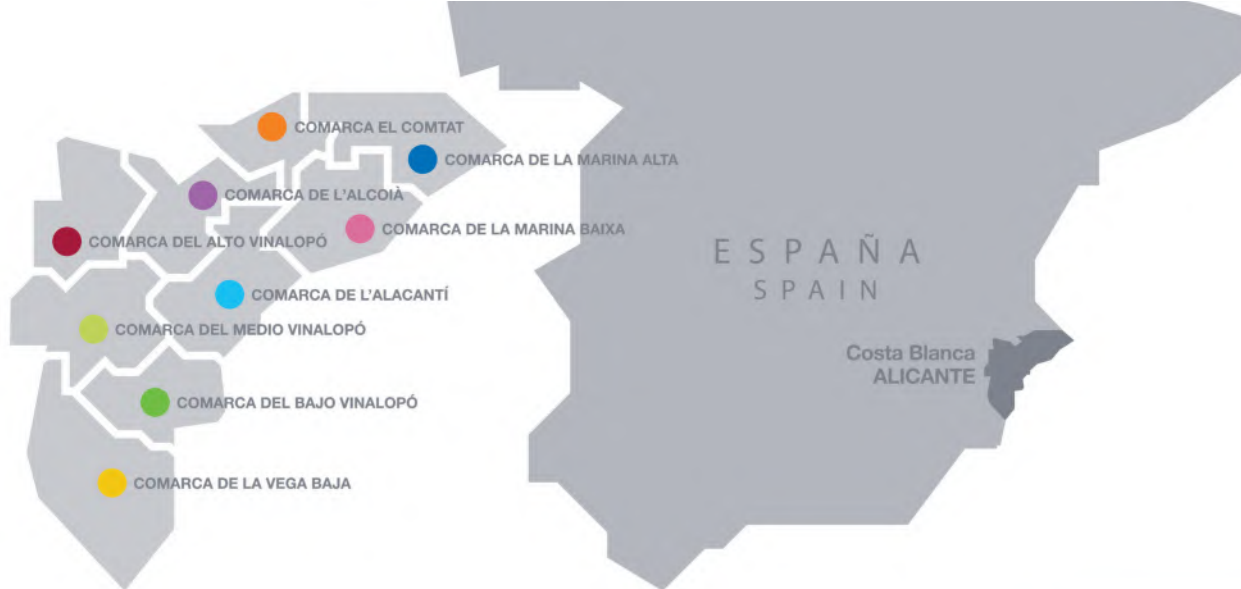 COMARCA EL COMTAT
COMARCA DE LA MARINA ALTA
COMARCA DE L'ALCOIÀ
COMARCA DE LA MARINA BAIXA
COMARCA DEL ALTO VINALOPÓ
COMARCA DE L'ALACANTÍ
COMARCA DEL MEDIO VINALOPÓ
COMARCA DEL BAJO VINALOPÓ
COMARCA DE LA VEGA BAJA
ESPAÑA
SPAIN
Costa Blanca
ALICANTE